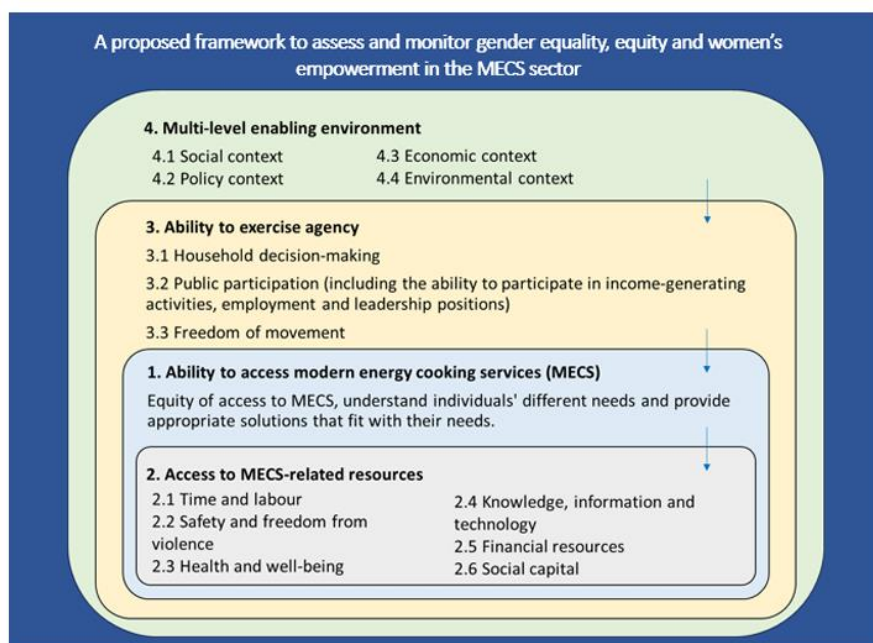 A proposed framework to assess and monitor gender equality, equity and women's
empowerment in the MECS sector
4. Multi-level enabling environment
4.1 Social context
4.2 Policy context
4.3 Economic context
4.4 Environmental context
3. Ability to exercise agency
3.1 Household decision-making
3.2 Public participation (including the ability to participate in income-generating
activities, employment and leadership positions)
3.3 Freedom of movement
1. Ability to access modern energy cooking services (MECS)
Equity of access to MECS, understand individuals' different needs and provide
appropriate solutions that fit with their needs.
2. Access to MECS-related resources
2.1 Time and labour
2.2 Safety and freedom from
violence
2.3 Health and well-being
2.4 Knowledge, information and
technology
2.5 Financial resources
2.6 Social capital